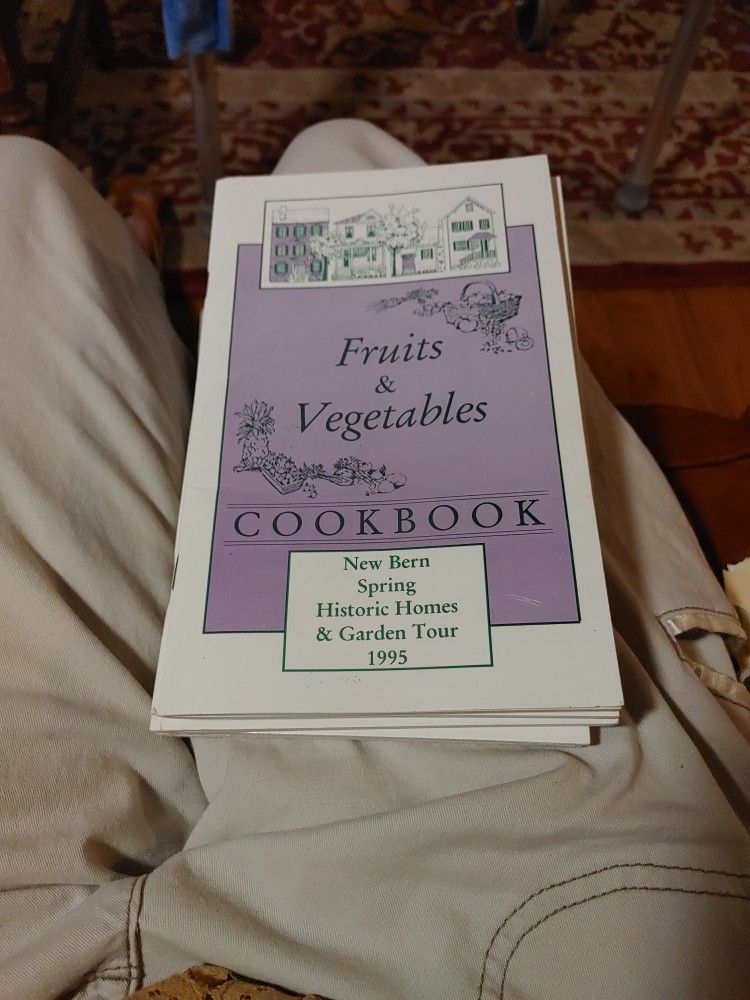 Fruits
&
Vegetables
COOKBOOK
New Bern
Spring
Historic Homes
& Garden Tour
1995